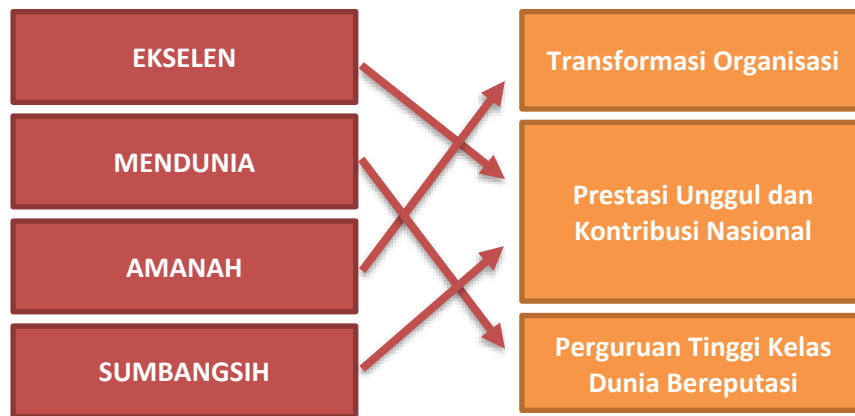 EKSELEN
MENDUNIA
AMANAH
SUMBANGSIH
Transformasi Organisasi
Prestasi Unggul dan
Kontribusi Nasional
Perguruan Tinggi Kelas
Dunia Bereputasi